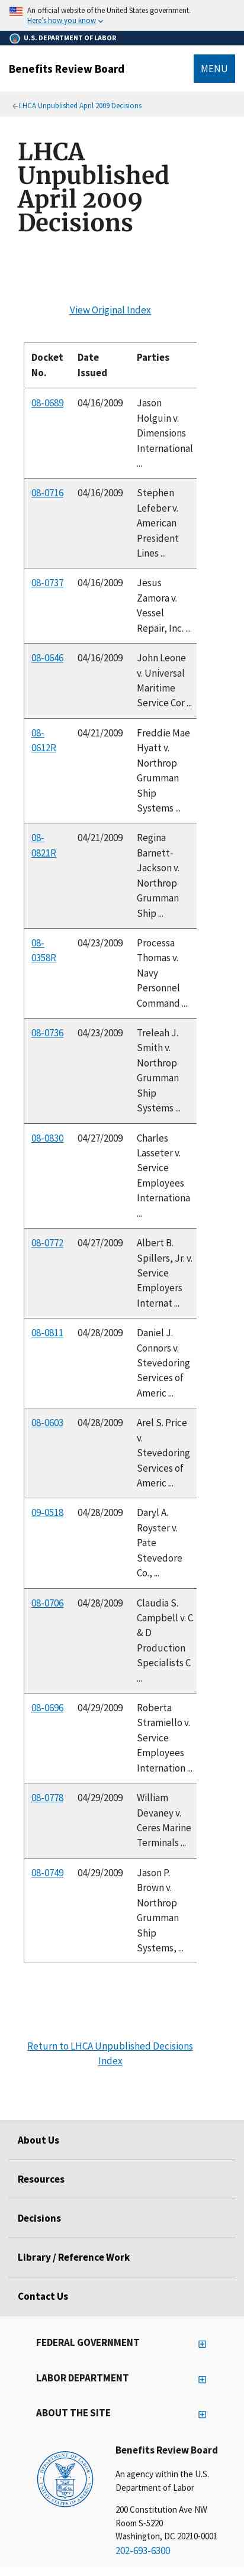 An official website of the United States government.
Here's how you know
U.S. DEPARTMENT OF LABOR
Benefits Review Board
MENU
LHCA Unpublished April 2009 Decisions
LHCA
Unpublished
April 2009
Decisions
View Original Index
Docket Date Parties
No. Issued
08-0689 04/16/2009 Jason
Holguin v.
Dimensions
International
...
08-0716 04/16/2009 Stephen
Lefeber v.
American
President
Lines ...
08-0737 04/16/2009 Jesus
Zamora v.
Vessel
Repair, Inc. ...
08-0646 04/16/2009 John Leone
v. Universal
Maritime
Service Cor ...
08- 04/21/2009 Freddie Mae
0612R Hyatt v.
Northrop
Grumman
Ship
Systems ...
08- 04/21/2009 Regina
0821R Barnett-
Jackson v.
Northrop
Grumman
Ship ...
08- 04/23/2009 Processa
0358R Thomas v.
Navy
Personnel
Command ...
08-0736 04/23/2009 Treleah J.
Smith v.
Northrop
Grumman
Ship
Systems ...
08-0830 04/27/2009 Charles
Lasseter v.
Service
Employees
Internationa
...
08-0772 04/27/2009 Albert B.
Spillers, Jr. v.
Service
Employers
Internat ...
08-0811 04/28/2009 Daniel J.
Connors v.
Stevedoring
Services of
Americ ...
08-0603 04/28/2009 Arel S. Price
v.
Stevedoring
Services of
Americ ...
09-0518 04/28/2009 Daryl A.
Royster v.
Pate
Stevedore
Co., ...
08-0706 04/28/2009 Claudia S.
Campbell v. C
& D
Production
Specialists C
...
08-0696 04/29/2009 Roberta
Stramiello v.
Service
Employees
Internation ...
08-0778 04/29/2009 William
Devaney v.
Ceres Marine
Terminals ...
08-0749 04/29/2009 Jason P.
Brown v.
Northrop
Grumman
Ship
Systems, ...
Return to LHCA Unpublished Decisions
Index
About Us
Resources
Decisions
Library / Reference Work
Contact Us
FEDERAL GOVERNMENT
LABOR DEPARTMENT
ABOUT THE SITE
Benefits Review Board
An agency within the U.S.
Department of Labor
200 Constitution Ave NW
Room S-5220
Washington, DC 20210-0001
202-693-6300